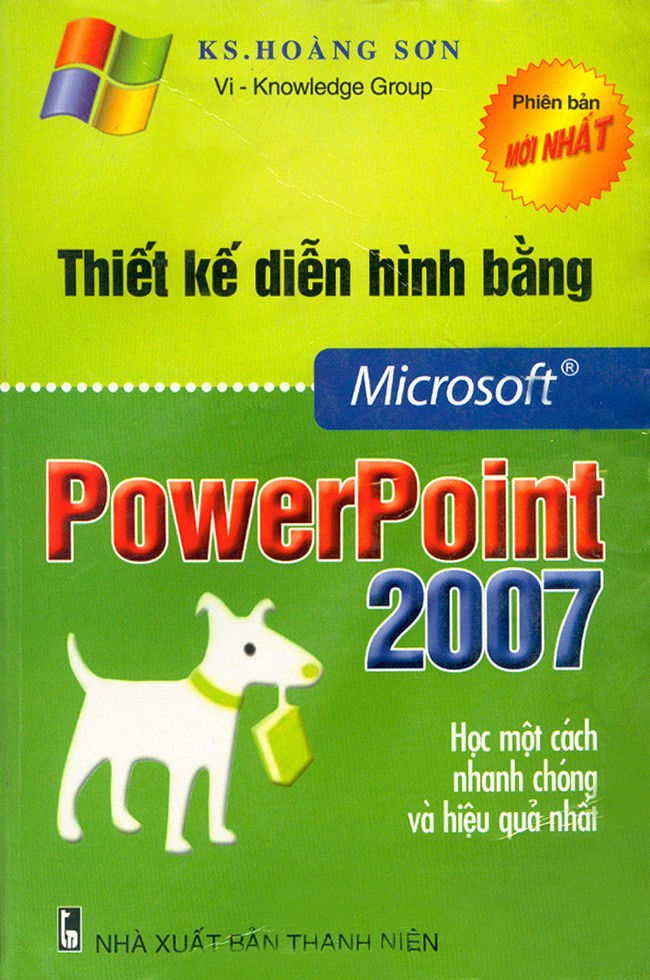 KS.HOÀNG SƠN
Vi - Knowledge Group
Phiên bản
MỚI NHẤT
Thiết kế diễn hình bằng
Microsoft®
PowerPoint
2007
Học một cách
nhanh chóng
và hiệu quả nhất
NHÀ XUẤT BẢN THANH NIÊN